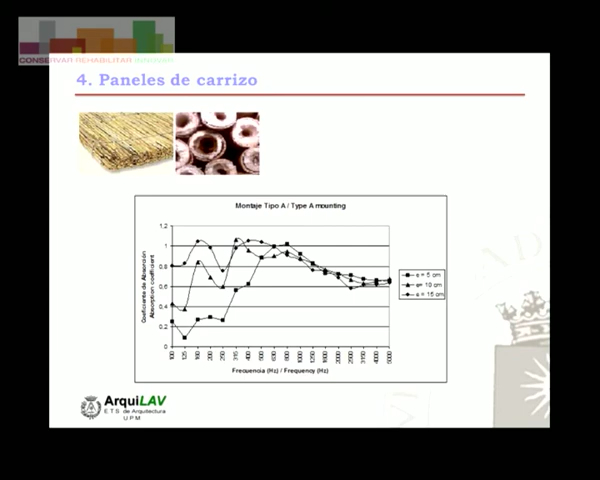 CONSERVAR REHABILITAR INNOVAR
4. Paneles de carrizo
Montaje Tipo A / Type A mounting
Coeficiente de Absorción
Absorption coefficient
1,2
1
0,8
0,6
0,4
0,2
0
100 125 160 200 250 315 400 500 630 800 1000 1250 1600 2000 2500 3150 4000 5000
Frecuencia (Hz) / Frequency (Hz)
e = 5 cm
e= 10 cm
e = 15 cm
ArquiLAV
E T S de Arquitectura
U P M